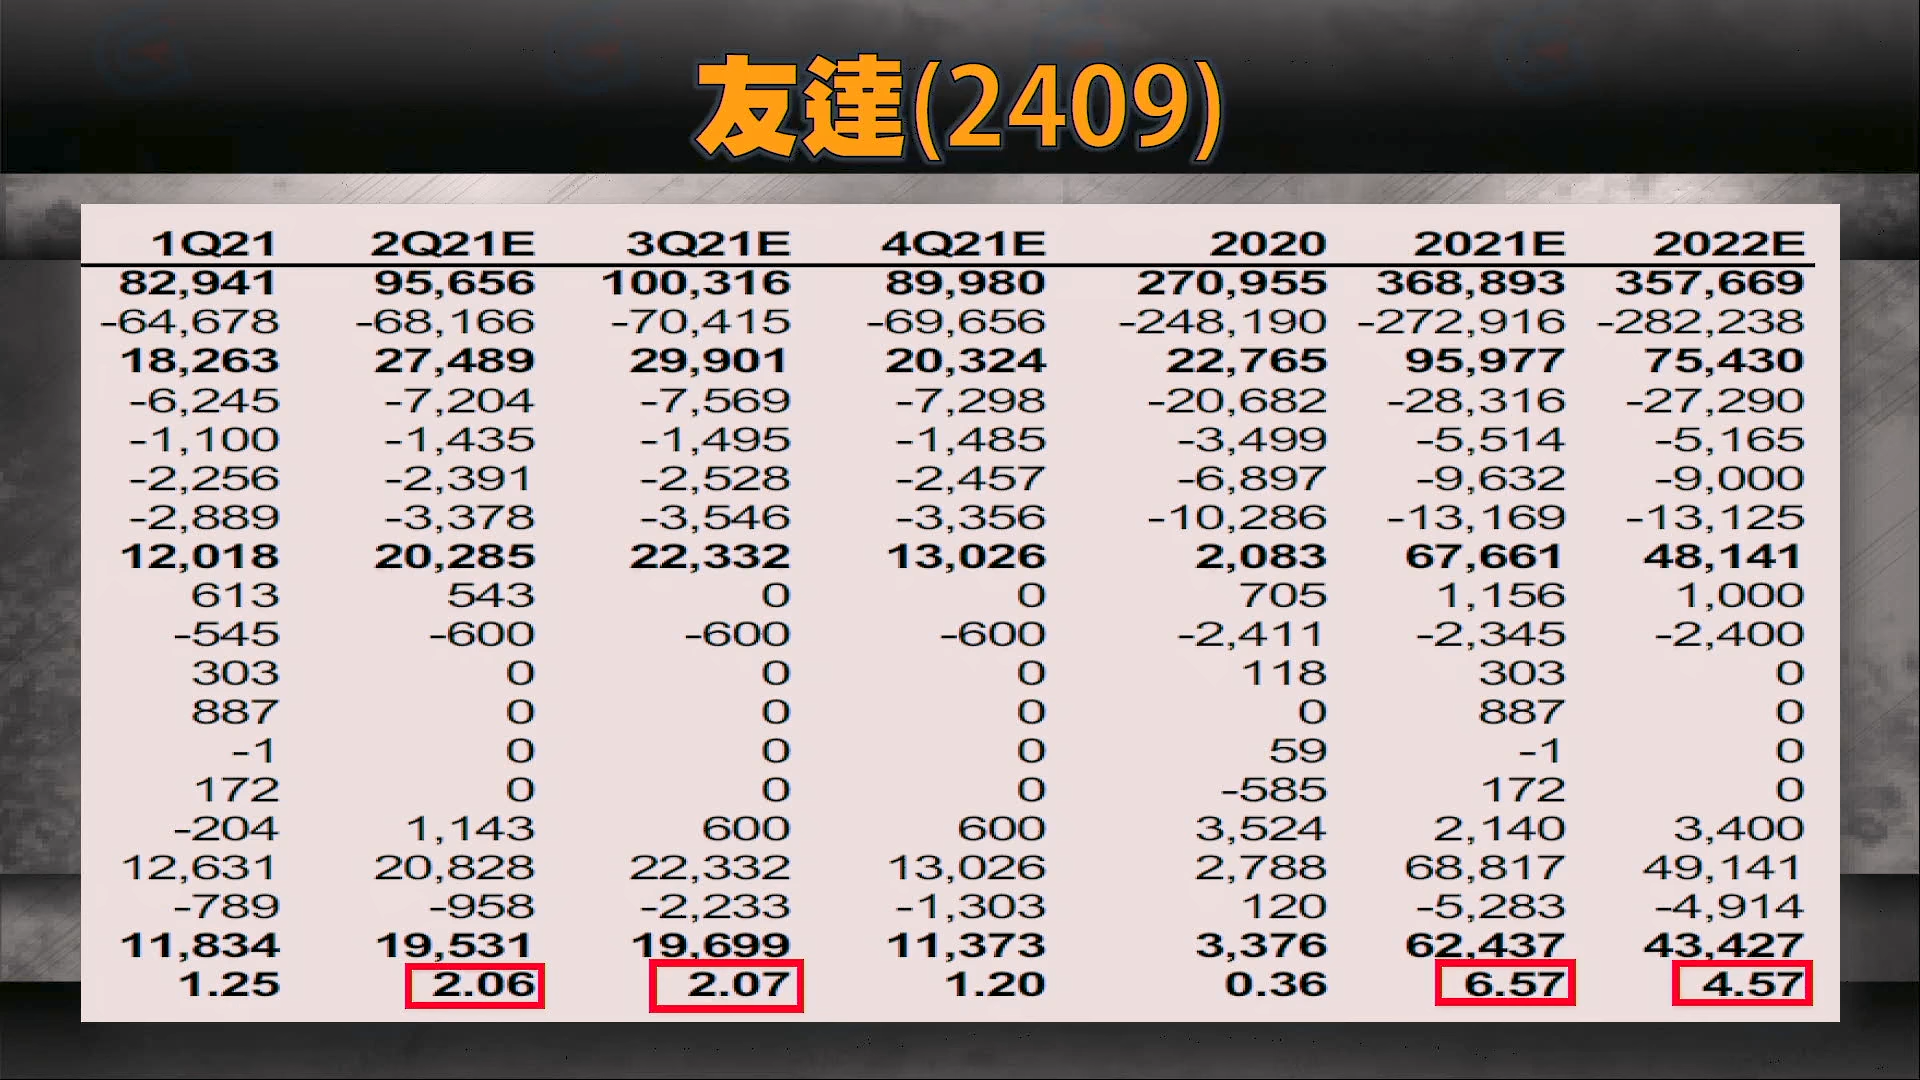 友達(2409)
1Q21 2Q21E 3Q21E 4Q21E 2020 2021E 2022E
82,941 95,656 100,316 89,980 270,955 368,893 357,669
-64,678 -68,166 -70,415 -69,656 -248,190 -272,916 -282,238
18,263 27,489 29,901 20,324 22,765 95,977 75,430
-6,245 -7,204 -7,569 -7,298 -20,682 -28,316 -27,290
-1,100 -1,435 -1,495 -1,485 -3,499 -5,514 -5,165
-2,256 -2,391 -2,528 -2,457 -6,897 -9,632 -9,000
-2,889 -3,378 -3,546 -3,356 -10,286 -13,169 -13,125
12,018 20,285 22,332 13,026 2,083 67,661 48,141
613 543 0 0 705 1,156 1,000
-545 -600 -600 -600 -2,411 -2,345 -2,400
303 0 0 0 118 303 0
887 0 0 0 0 887 0
-1 0 0 0 59 -1 0
172 0 0 0 -585 172 0
-204 1,143 600 600 3,524 2,140 3,400
12,631 20,828 22,332 13,026 2,788 68,817 49,141
-789 -958 -2,233 -1,303 120 -5,283 -4,914
11,834 19,531 19,699 11,373 3,376 62,437 43,427
1.25 2.06 2.07 1.20 0.36 6.57 4.57